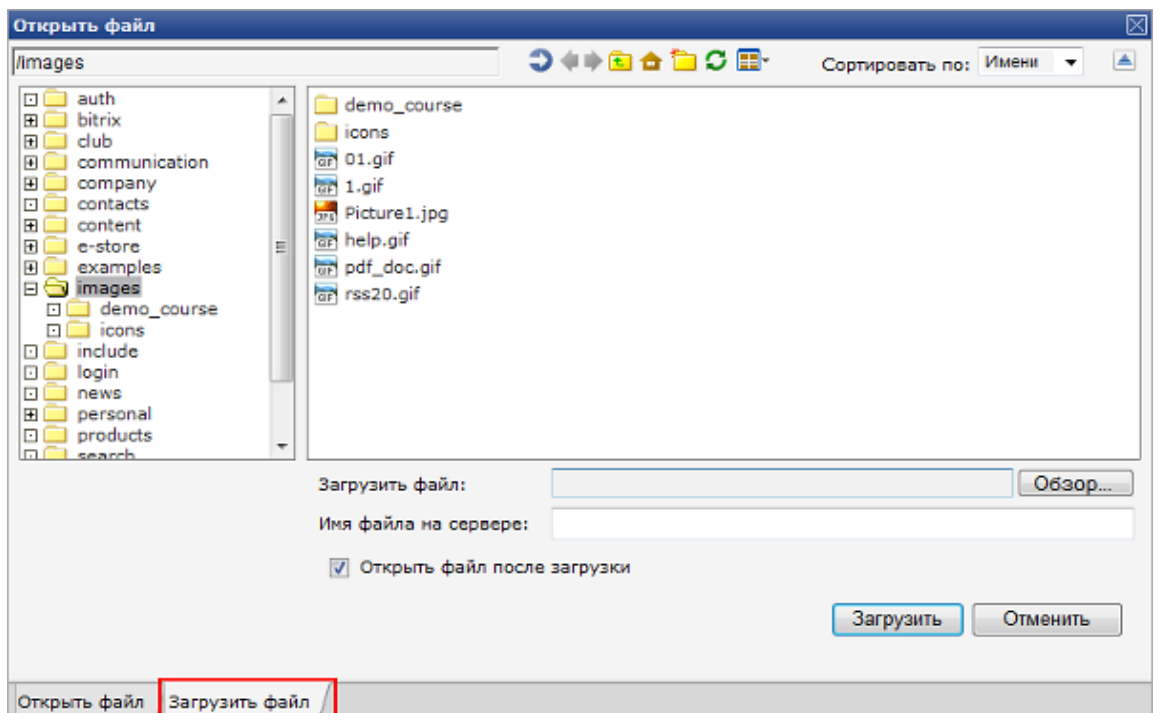 Открыть файл
/images
Сортировать по: Имени
auth
bitrix
club
communication
company
contacts
content
e-store
examples
images
demo_course
icons
include
login
news
personal
products
search
demo_course
icons
01.gif
1.gif
Picture1.jpg
help.gif
pdf_doc.gif
rss20.gif
Загрузить файл: Обзор...
Имя файла на сервере:
Открыть файл после загрузки
Загрузить Отменить
Открыть файл Загрузить файл